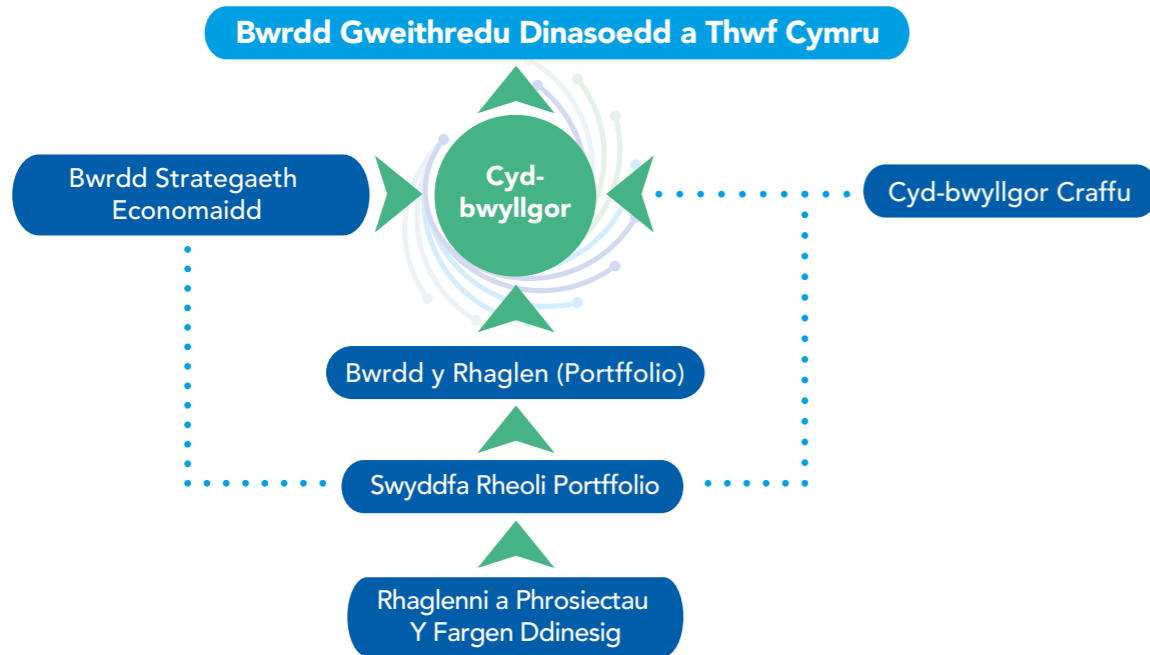 Bwrdd Gweithredu Dinasoedd a Thwf Cymru
Bwrdd Strategaeth
Economaidd
Cyd-
bwyllgor
Cyd-bwyllgor Craffu
Bwrdd y Rhaglen (Portffolio)
Swyddfa Rheoli Portffolio
Rhaglenni a Phrosiectau
Y Fargen Ddinesig